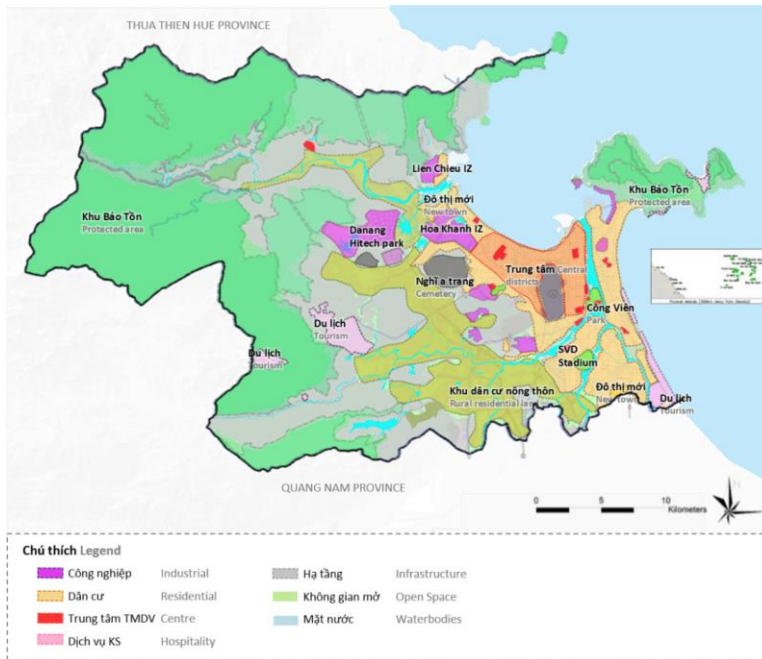 THUA THIEN HUE PROVINCE
Lien Chieu IZ
Khu Bảo Tồn
Protected area
Đô thị mới
New town
Khu Bảo Tồn
Protected area
Danang
Hitech park
Hoa Khanh IZ
Trung tâm Central
districts
Nghĩ a trang
Cemetery
Công Viên
Park
Du lịch
Tourism
Du lịch
Tourism
SVD
Stadium
Khu dân cư nông thôn
Rural residential
Đô thị mới
New town
Du lịch
Tourism
QUANG NAM PROVINCE
N
0 5 10
Kilometers
Chú thích Legend
Công nghiệp Industrial
Dân cư Residential
Trung tâm TMDV Centre
Dịch vụ KS Hospitality
Hạ tầng Infrastructure
Không gian mở Open Space
Mặt nước Waterbodies